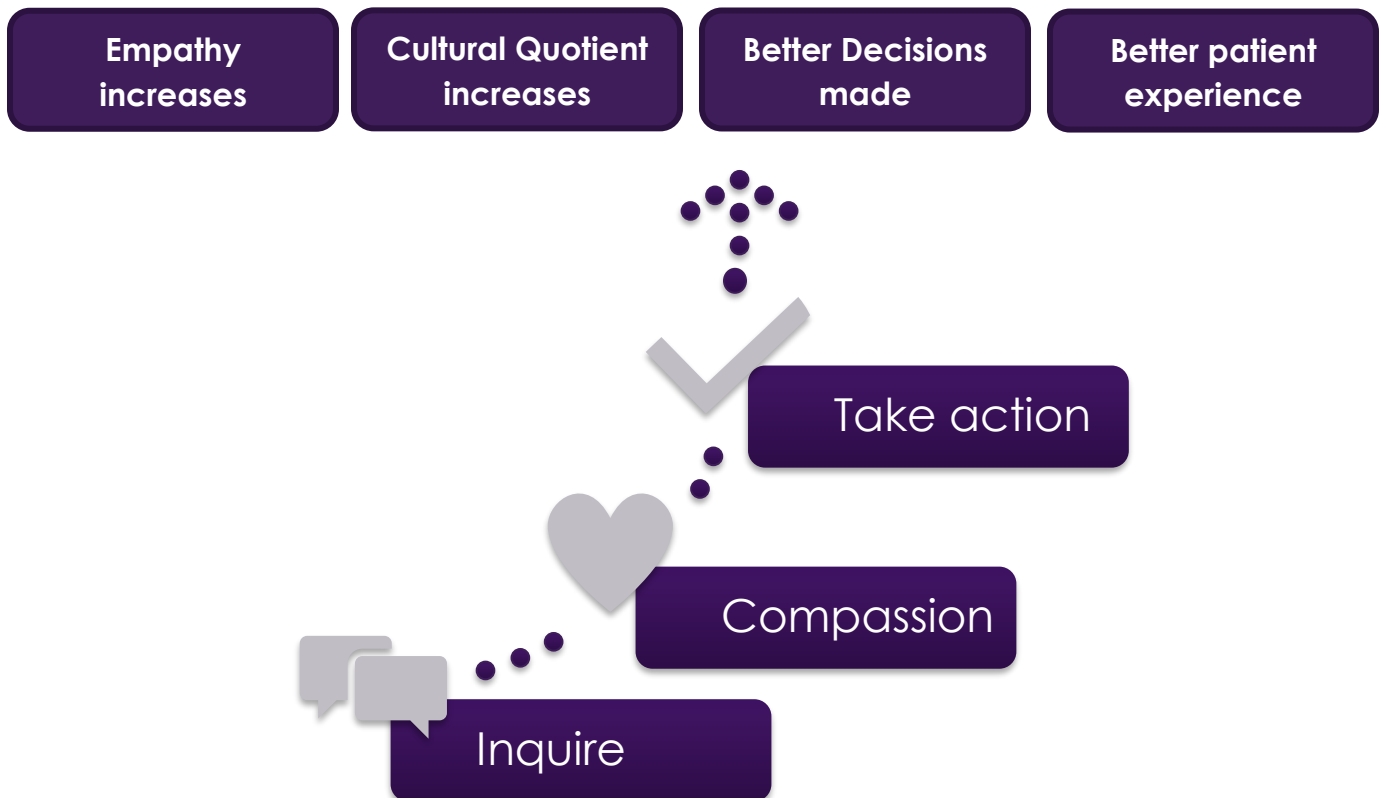 Empathy
increases
Cultural Quotient
increases
Better Decisions
made
Better patient
experience
Take action
Compassion
Inquire